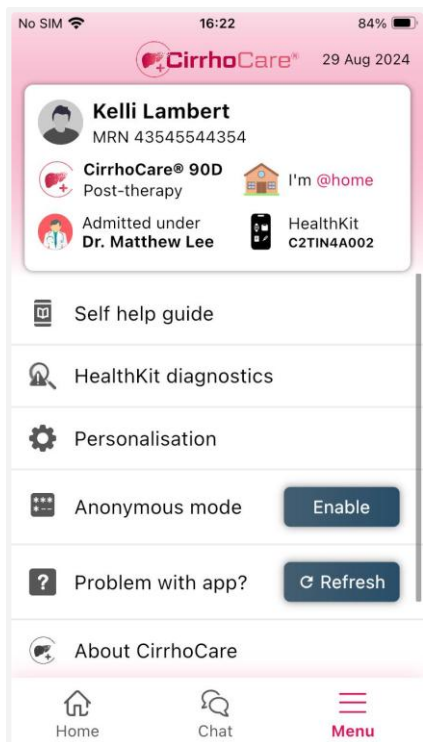 No SIM 16:22 84%
CirrhoCare® 29 Aug 2024
Kelli Lambert
MRN 43545544354
CirrhoCare® 90D
Post-therapy
I'm @home
Admitted under
Dr. Matthew Lee
HealthKit
C2TIN4A002
Self help guide
HealthKit diagnostics
Personalisation
Anonymous mode Enable
? Problem with app? Refresh
About CirrhoCare
Home Chat Menu